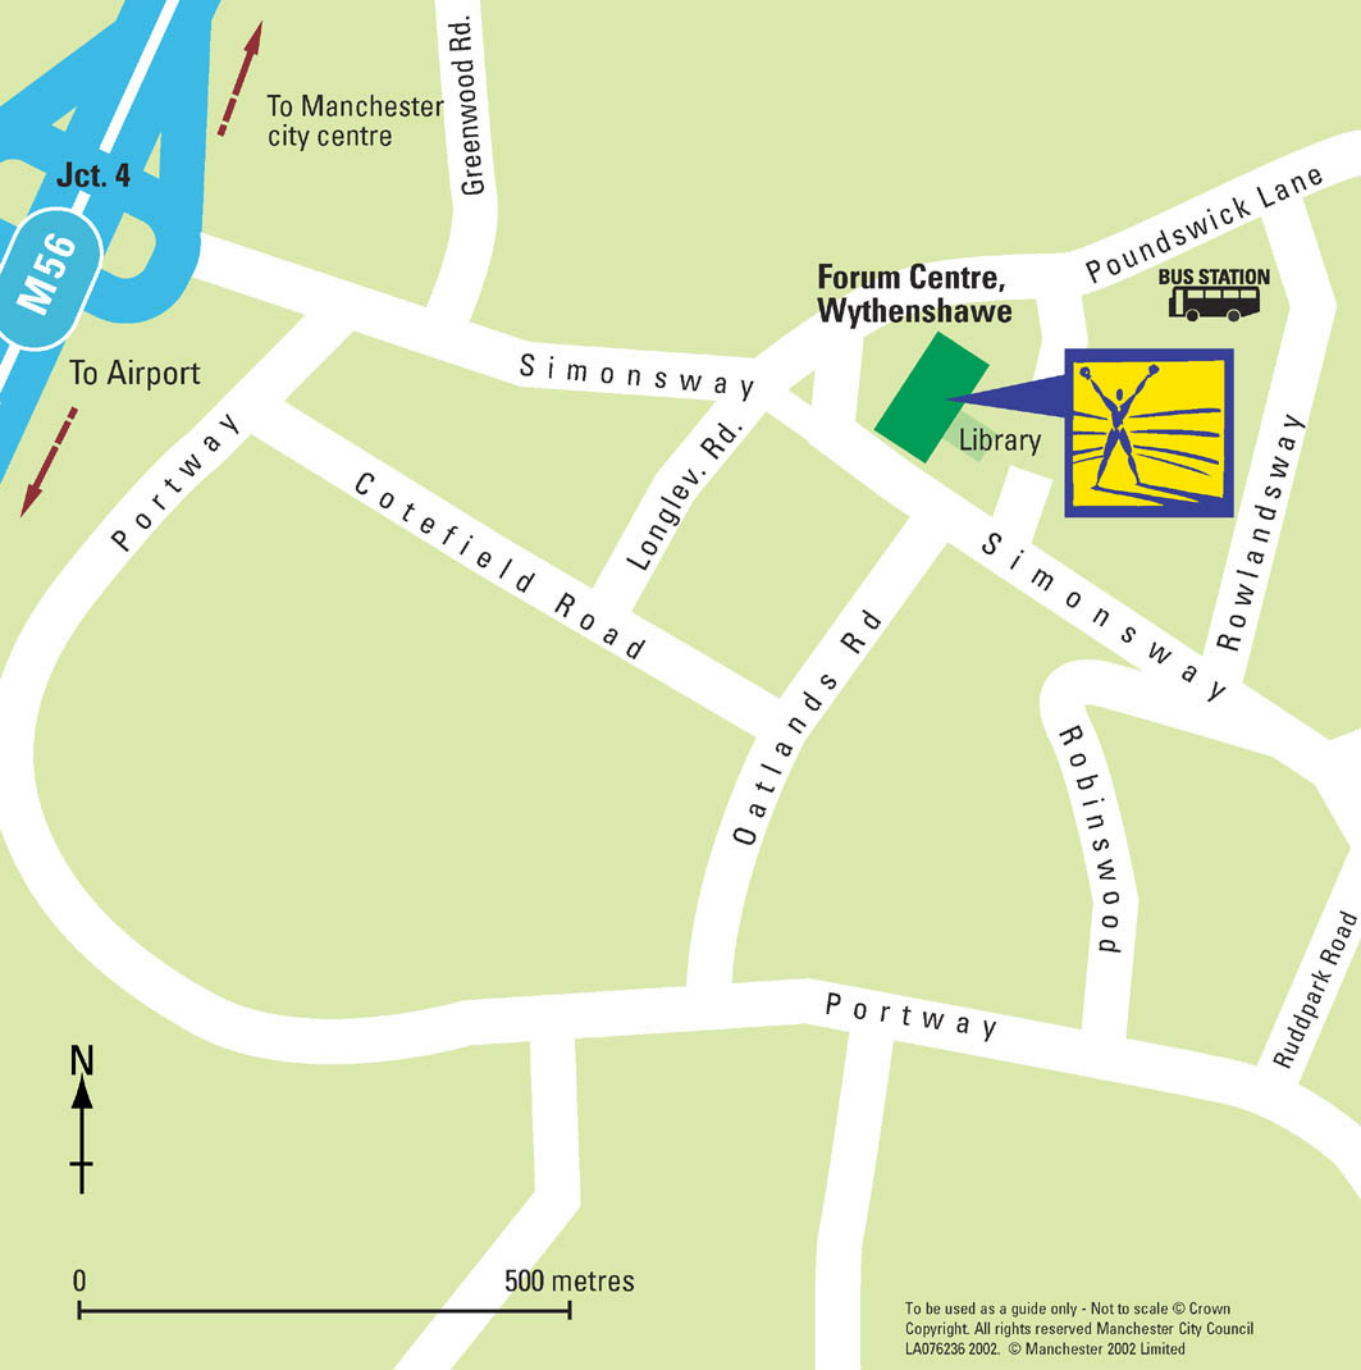 Greenwood Rd.
To Manchester
city centre
Jct. 4
M56
Poundswick Lane
Forum Centre,
Wythenshawe
BUS STATION
To Airport
Simonsway
Library
Portway
Longlev. Rd.
Cotefield Road
Rowlandsway
Simonsway
Oatlands Rd
Robinswood
Ruddpark Road
Portway
N
0
500 metres
To be used as a guide only - Not to scale © Crown
Copyright. All rights reserved Manchester City Council
LA076236 2002. © Manchester 2002 Limited